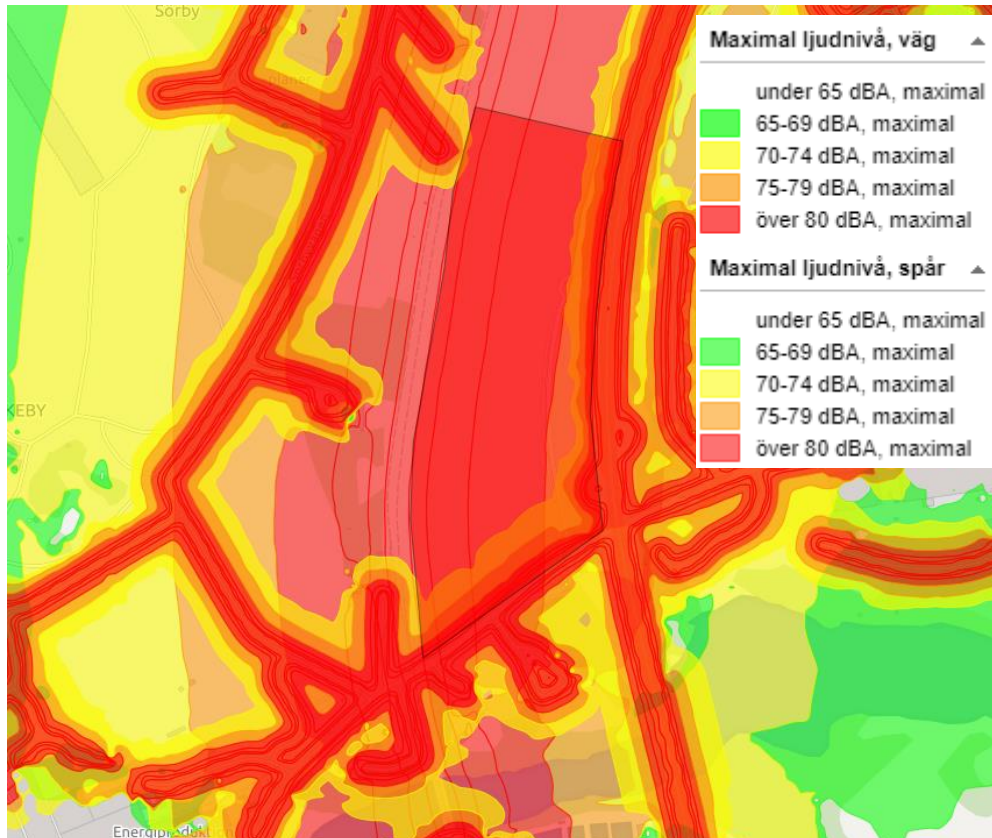 Sörby
Maximal ljudnivå, väg
under 65 dBA, maximal
65-69 dBA, maximal
70-74 dBA, maximal
75-79 dBA, maximal
över 80 dBA, maximal
Maximal ljudnivå, spår
under 65 dBA, maximal
65-69 dBA, maximal
70-74 dBA, maximal
75-79 dBA, maximal
över 80 dBA, maximal
KEBY